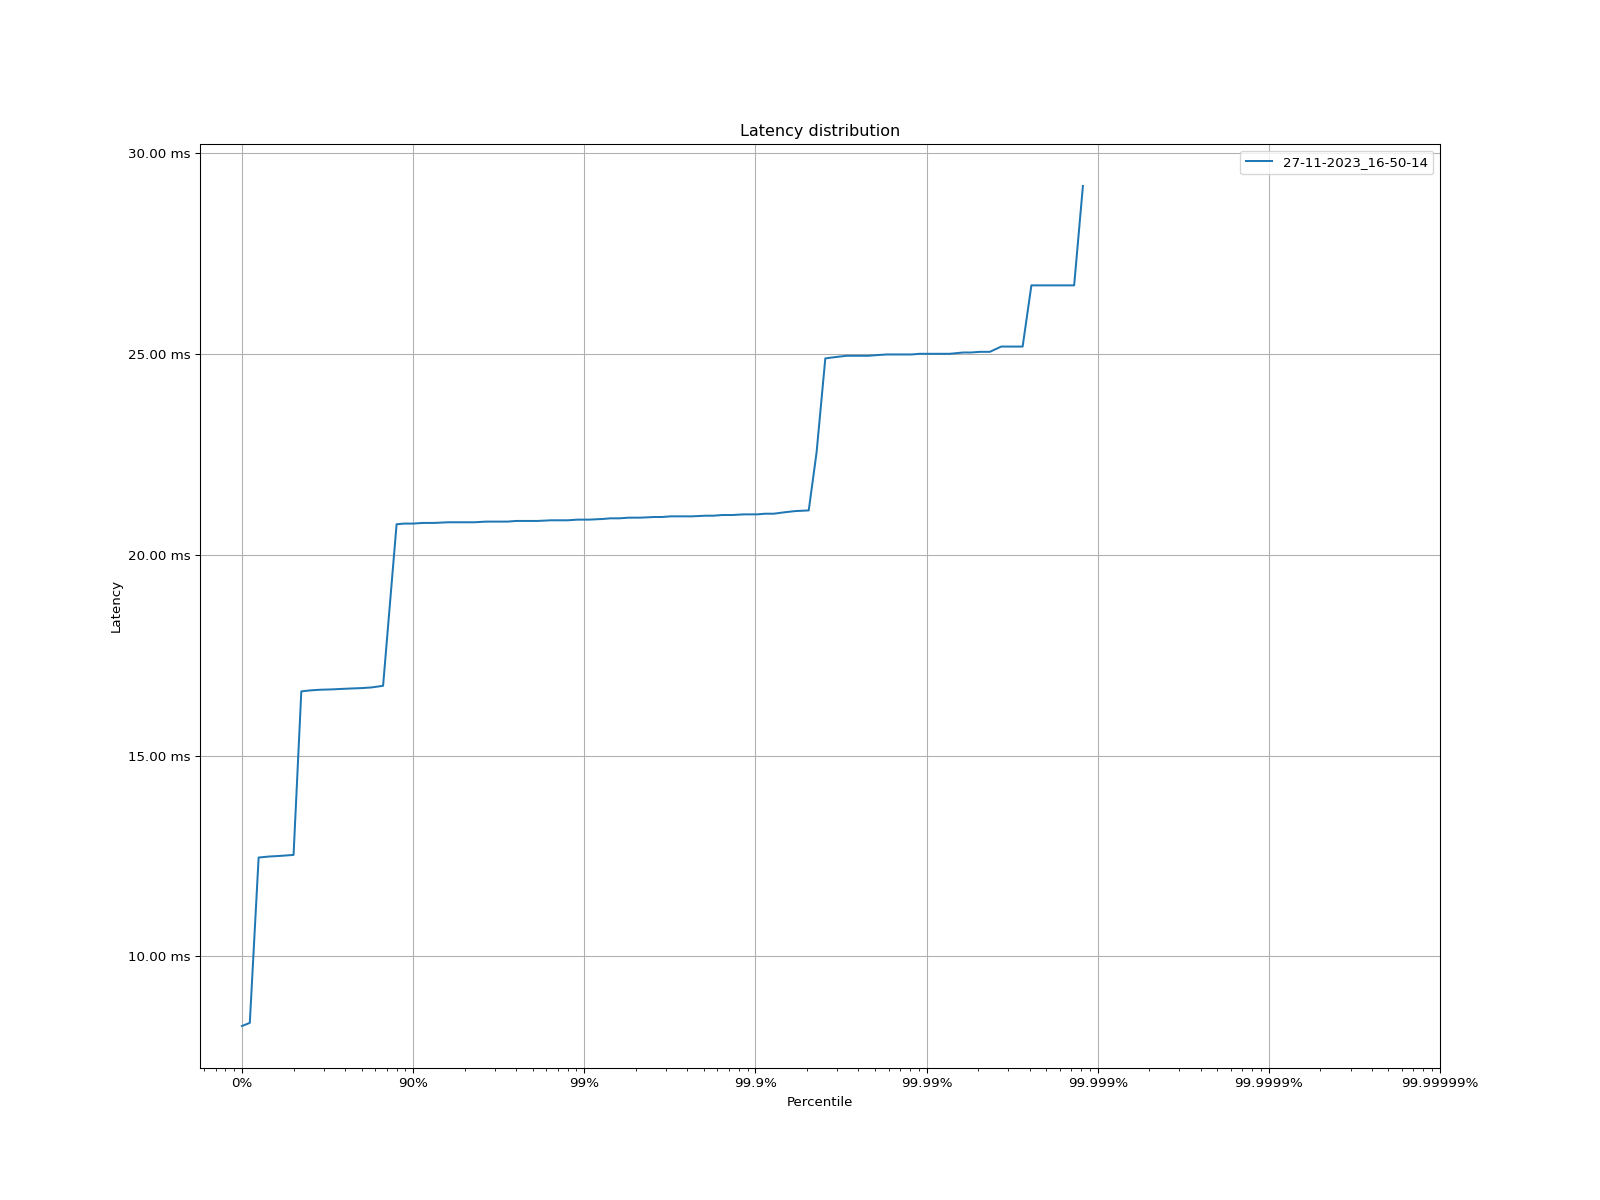 Latency distribution
27-11-2023_16-50-14
30.00 ms
25.00 ms
20.00 ms
15.00 ms
10.00 ms
Latency
0% 90% 99% 99.9% 99.99% 99.999% 99.9999% 99.99999%
Percentile